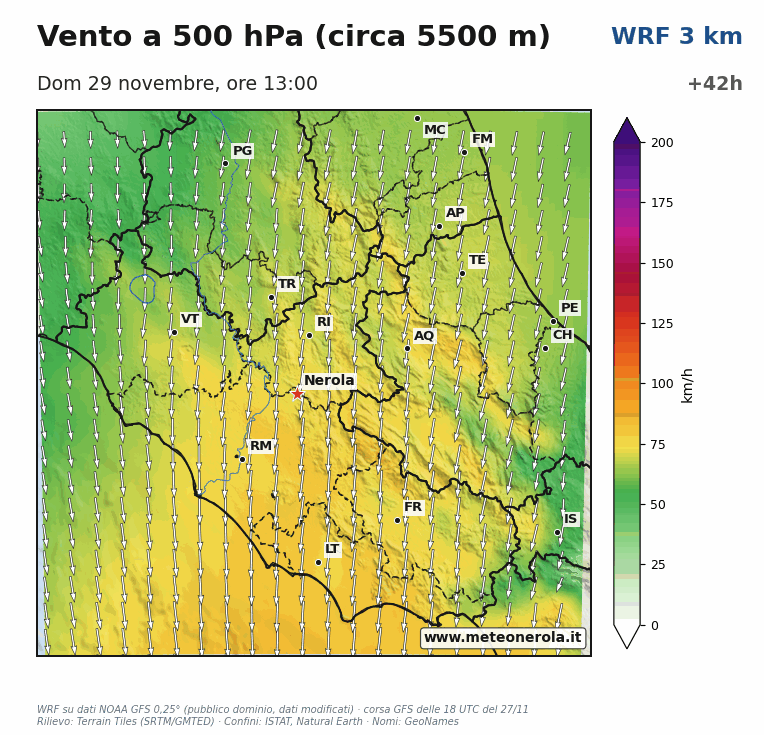 Vento a 500 hPa (circa 5500 m)
WRF 3 km
Dom 29 novembre, ore 13:00
+42h
MC
FM
PG
AP
TE
TR
PE
VT
RI
AQ
CH
Nerola
RM
FR
IS
LT
www.meteonerola.it
200
175
150
125
100
75
50
25
0
km/h
WRF su dati NOAA GFS 0,25° (pubblico dominio, dati modificati) · corsa GFS delle 18 UTC del 27/11
Rilievo: Terrain Tiles (SRTM/GMTED) · Confini: ISTAT, Natural Earth · Nomi: GeoNames